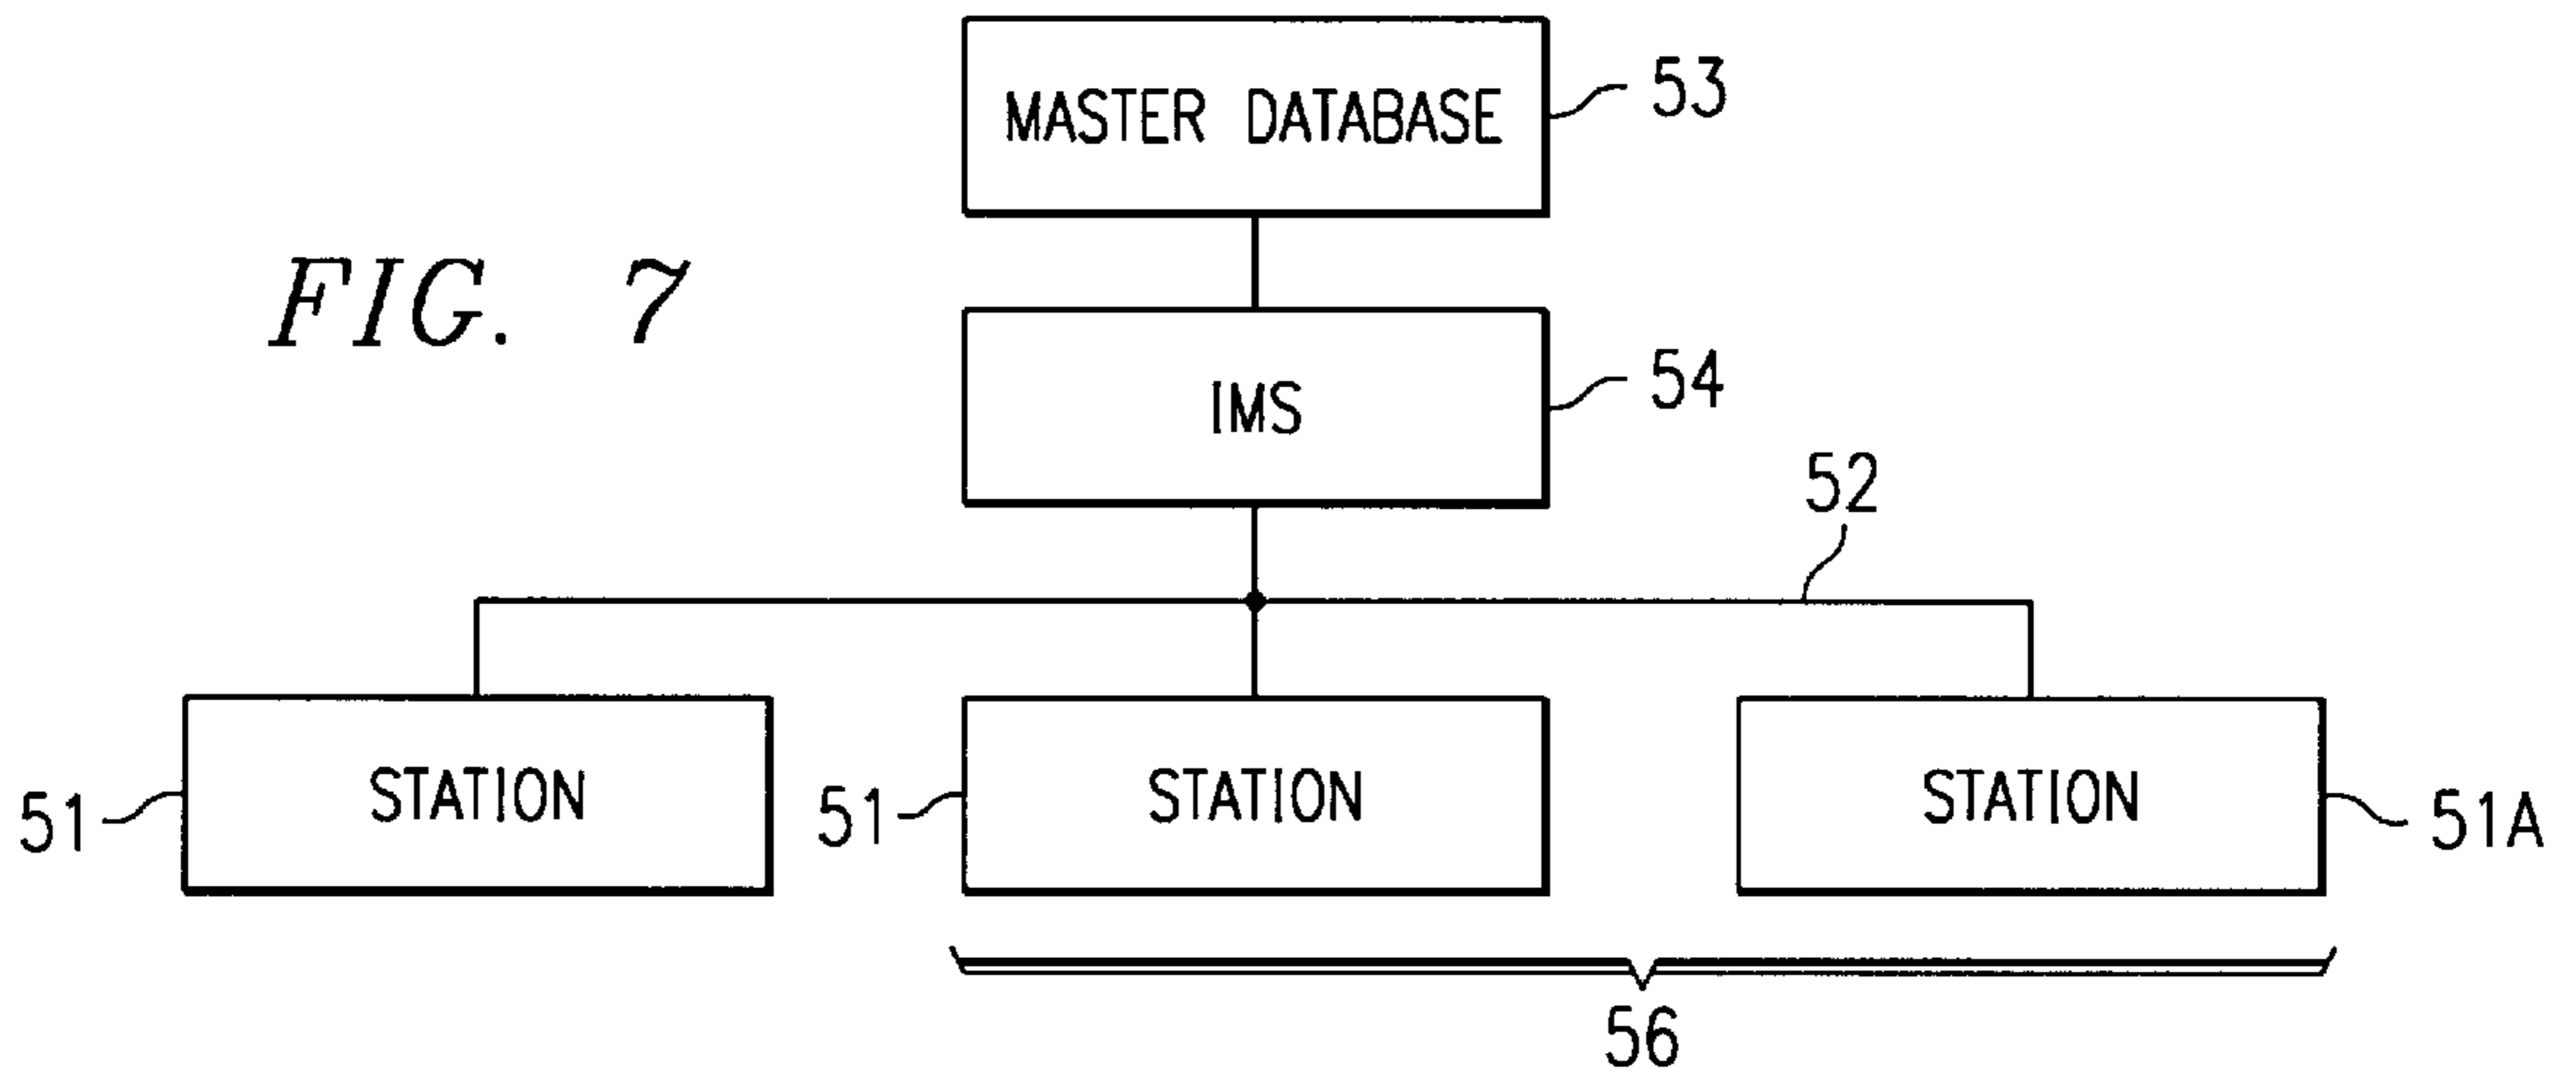 MASTER DATABASE
53
FIG. 7
IMS
54
52
51
STATION
51
STATION
STATION
51A
56